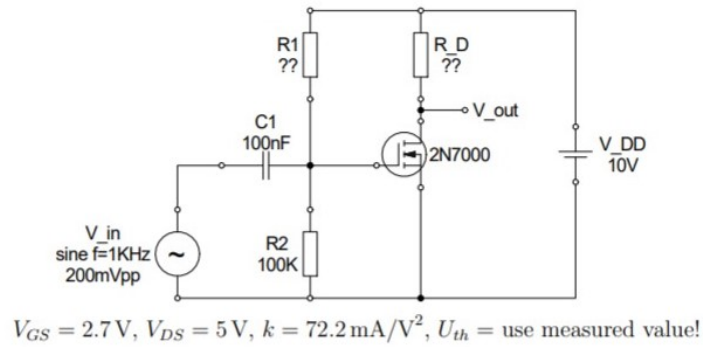 R1
??
R_D
??
V_out
C1
100nF
2N7000
V_DD
10V
V_in
sine f=1KHz
200mVpp
~
R2
100K
V_GS = 2.7 V, V_DS = 5 V, k = 72.2 mA/V², U_th = use measured value!